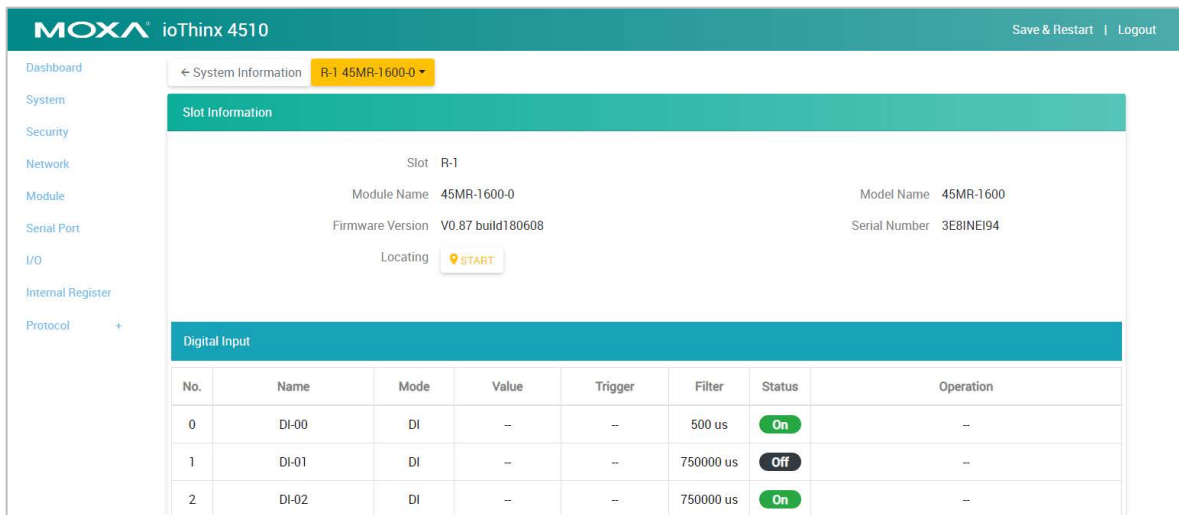 MOXA® ioThinx 4510 Save & Restart | Logout
Dashboard
System
Security
Network
Module
Serial Port
I/O
Internal Register
Protocol +
← System Information R-1 45MR-1600-0
Slot Information
Slot R-1
Module Name 45MR-1600-0 Model Name 45MR-1600
Firmware Version V0.87 build180608 Serial Number 3E8INEI94
Locating START
Digital Input
No. Name Mode Value Trigger Filter Status Operation
0 DI-00 DI -- -- 500 us On --
1 DI-01 DI -- -- 750000 us Off --
2 DI-02 DI -- -- 750000 us On --